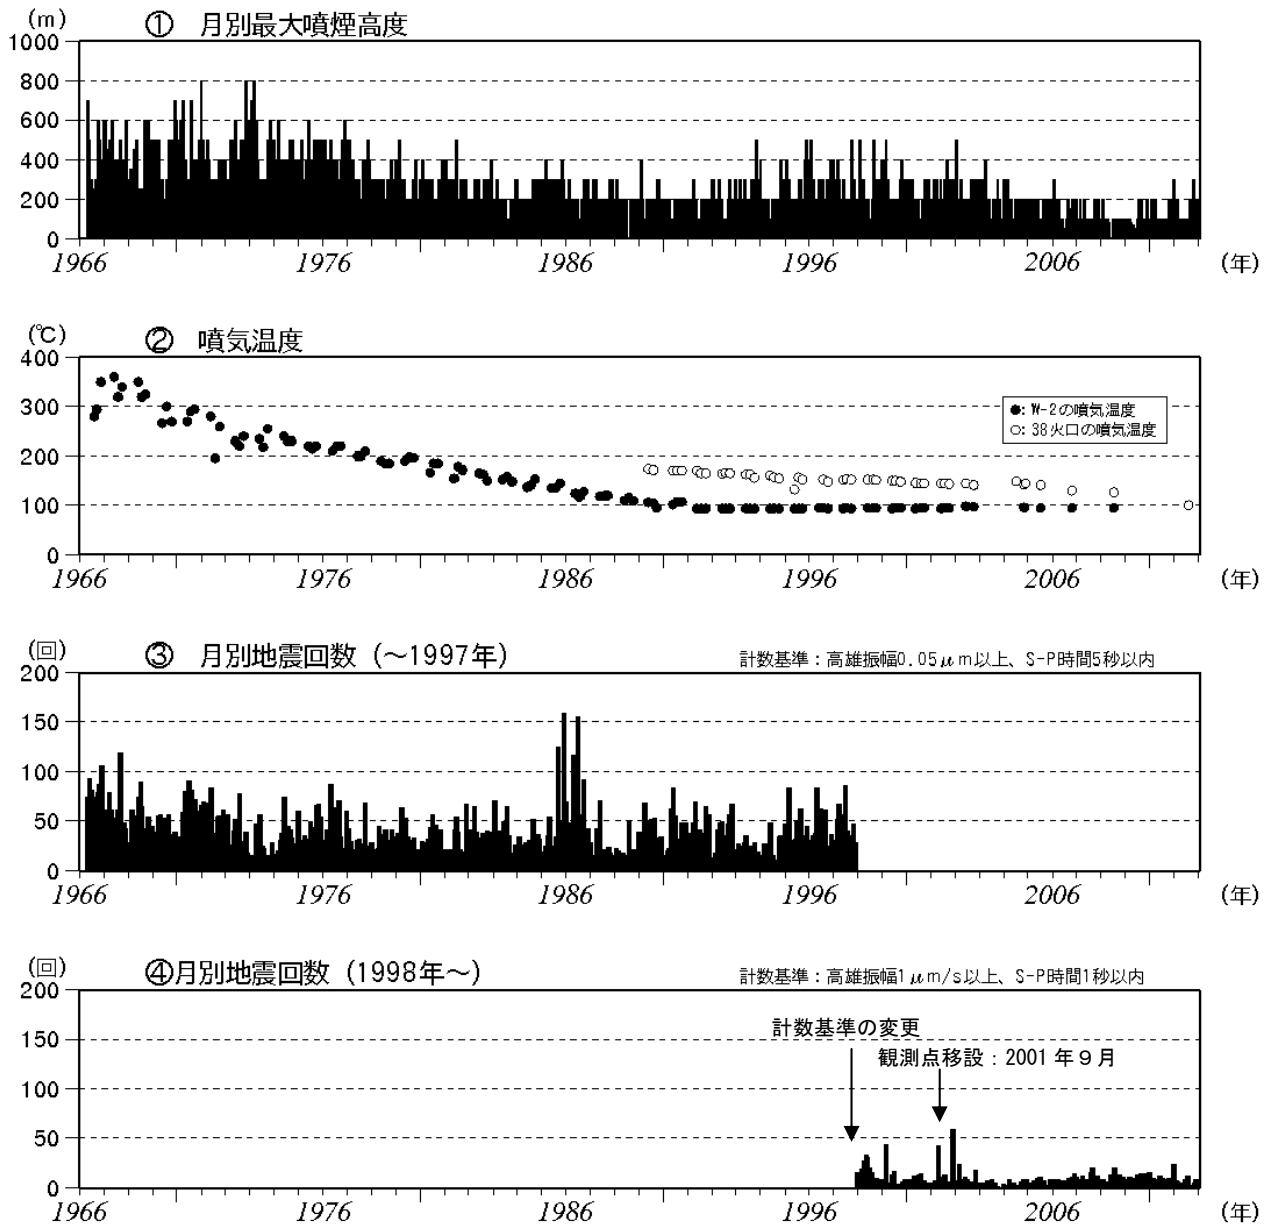 (m) ① 月別最大噴煙高度
1000
800
600
400
200
0
1966 1976 1986 1996 2006 (年)
(℃) ② 噴気温度
400
300
200
100
0
●: W-2の噴気温度
○: 38火口の噴気温度
1966 1976 1986 1996 2006 (年)
(回) ③ 月別地震回数 (～1997年) 計数基準：高雄振幅0.05μm以上、S-P時間5秒以内
200
150
100
50
0
1966 1976 1986 1996 2006 (年)
(回) ④月別地震回数 (1998年～) 計数基準：高雄振幅1μm/s以上、S-P時間1秒以内
200
150
100
50
0
計数基準の変更
観測点移設：2001年9月
1966 1976 1986 1996 2006 (年)